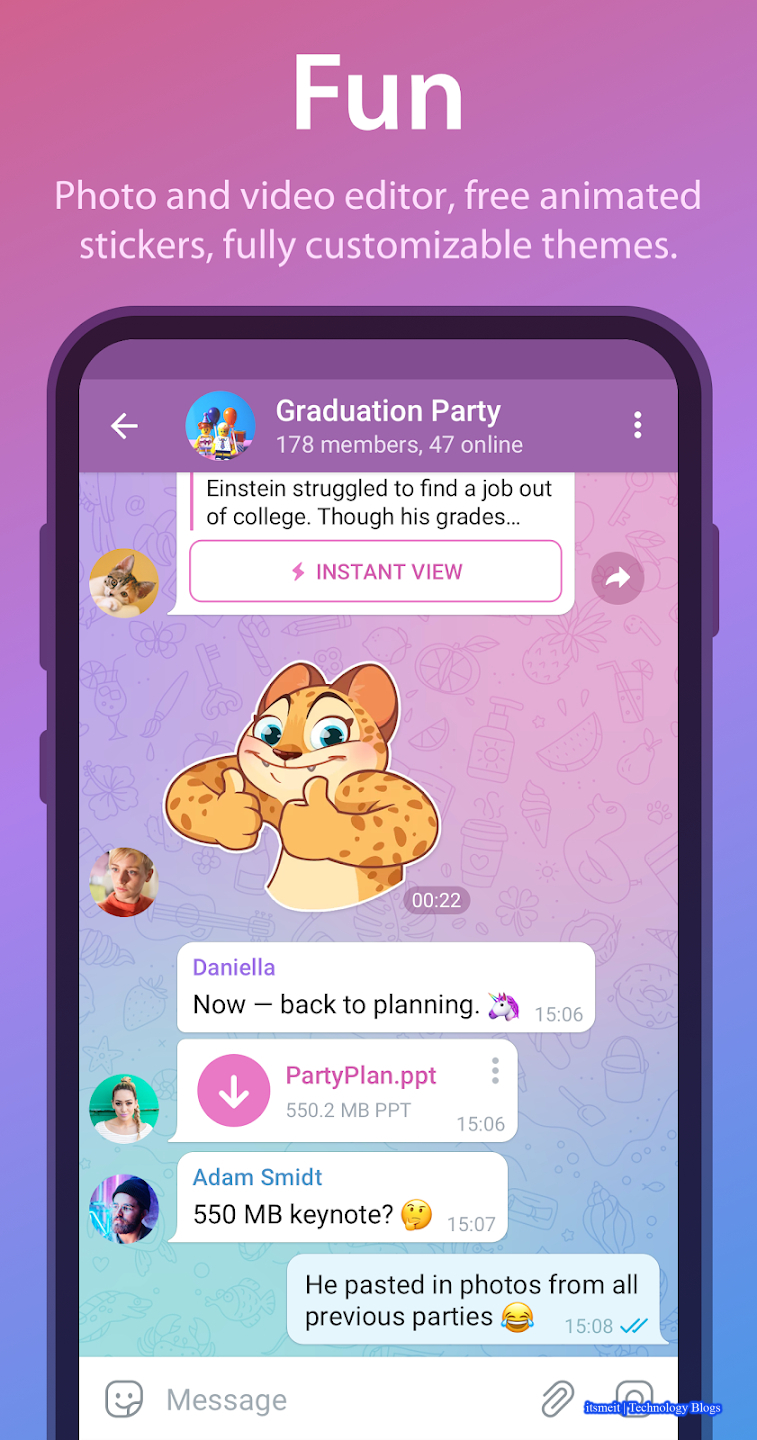 Fun
Photo and video editor, free animated
stickers, fully customizable themes.
Graduation Party
178 members, 47 online
Einstein struggled to find a job out
of college. Though his grades...
INSTANT VIEW
00:22
Daniella
Now — back to planning. 🦄 15:06
PartyPlan.ppt
550.2 MB PPT
15:06
Adam Smidt
550 MB keynote? 🤔 15:07
He pasted in photos from all
previous parties 😂 15:08
Message
itsmeit | Technology Blogs